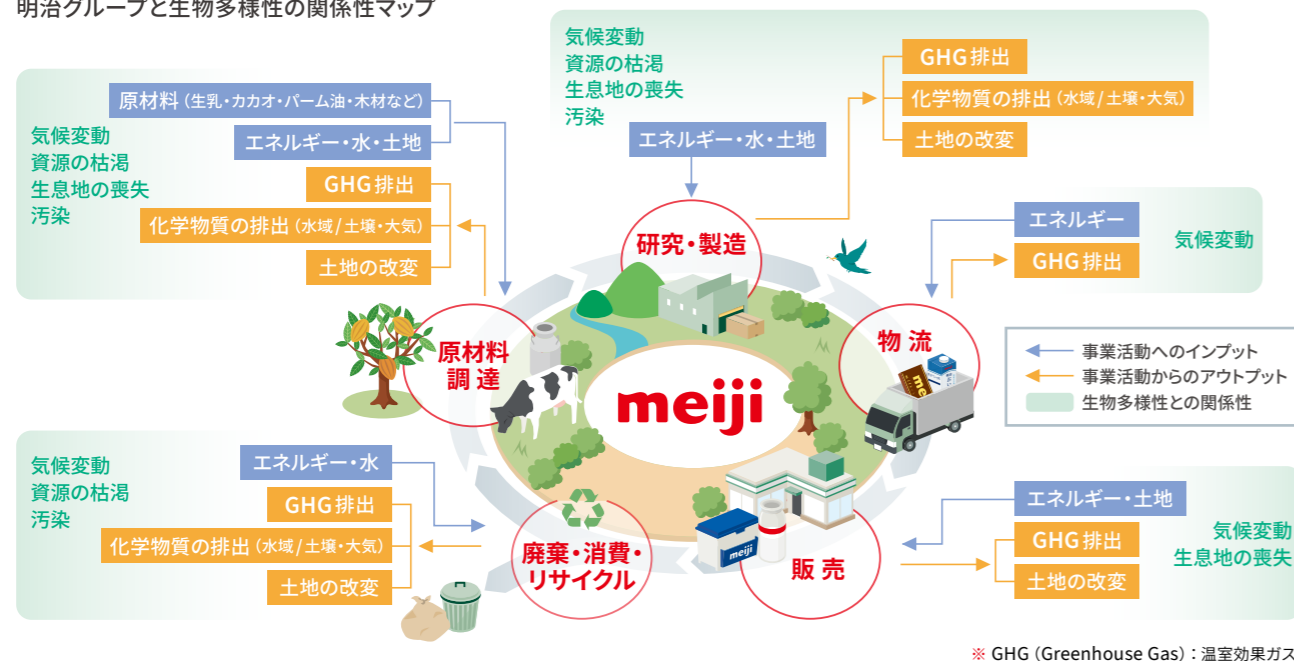 明治グループと生物多様性の関係性マップ
気候変動
資源の枯渇
生息地の喪失
汚染
エネルギー・水・土地
GHG排出
化学物質の排出（水域/土壌・大気）
土地の改変
原材料（生乳・カカオ・パーム油・木材など）
エネルギー・水・土地
気候変動
資源の枯渇
生息地の喪失
汚染
GHG排出
化学物質の排出（水域/土壌・大気）
土地の改変
研究・製造
エネルギー
GHG排出
気候変動
原材料
調達
物流
meiji
事業活動へのインプット
事業活動からのアウトプット
生物多様性との関係性
気候変動
資源の枯渇
汚染
エネルギー・水
GHG排出
化学物質の排出（水域/土壌・大気）
土地の改変
廃棄・消費・
リサイクル
meiji
販売
エネルギー・土地
GHG排出
土地の改変
気候変動
生息地の喪失
※ GHG（Greenhouse Gas）：温室効果ガス